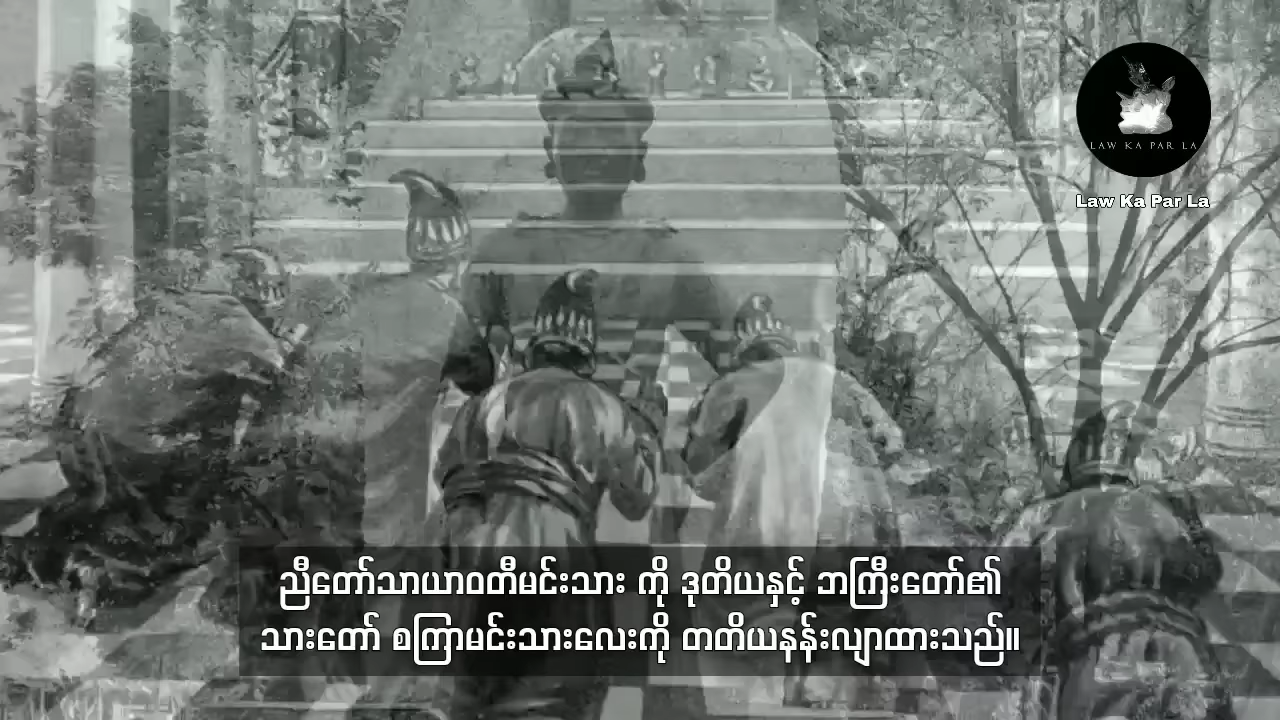 LAW KA PAR LA
Law Ka Par La
ညီတော်သာယာဝတီမင်းသား ကို ဒုတိယနှင့် ဘကြီးတော်၏
သားတော် စကြာမင်းသားလေးကို တတိယနန်းလျာထားသည်။